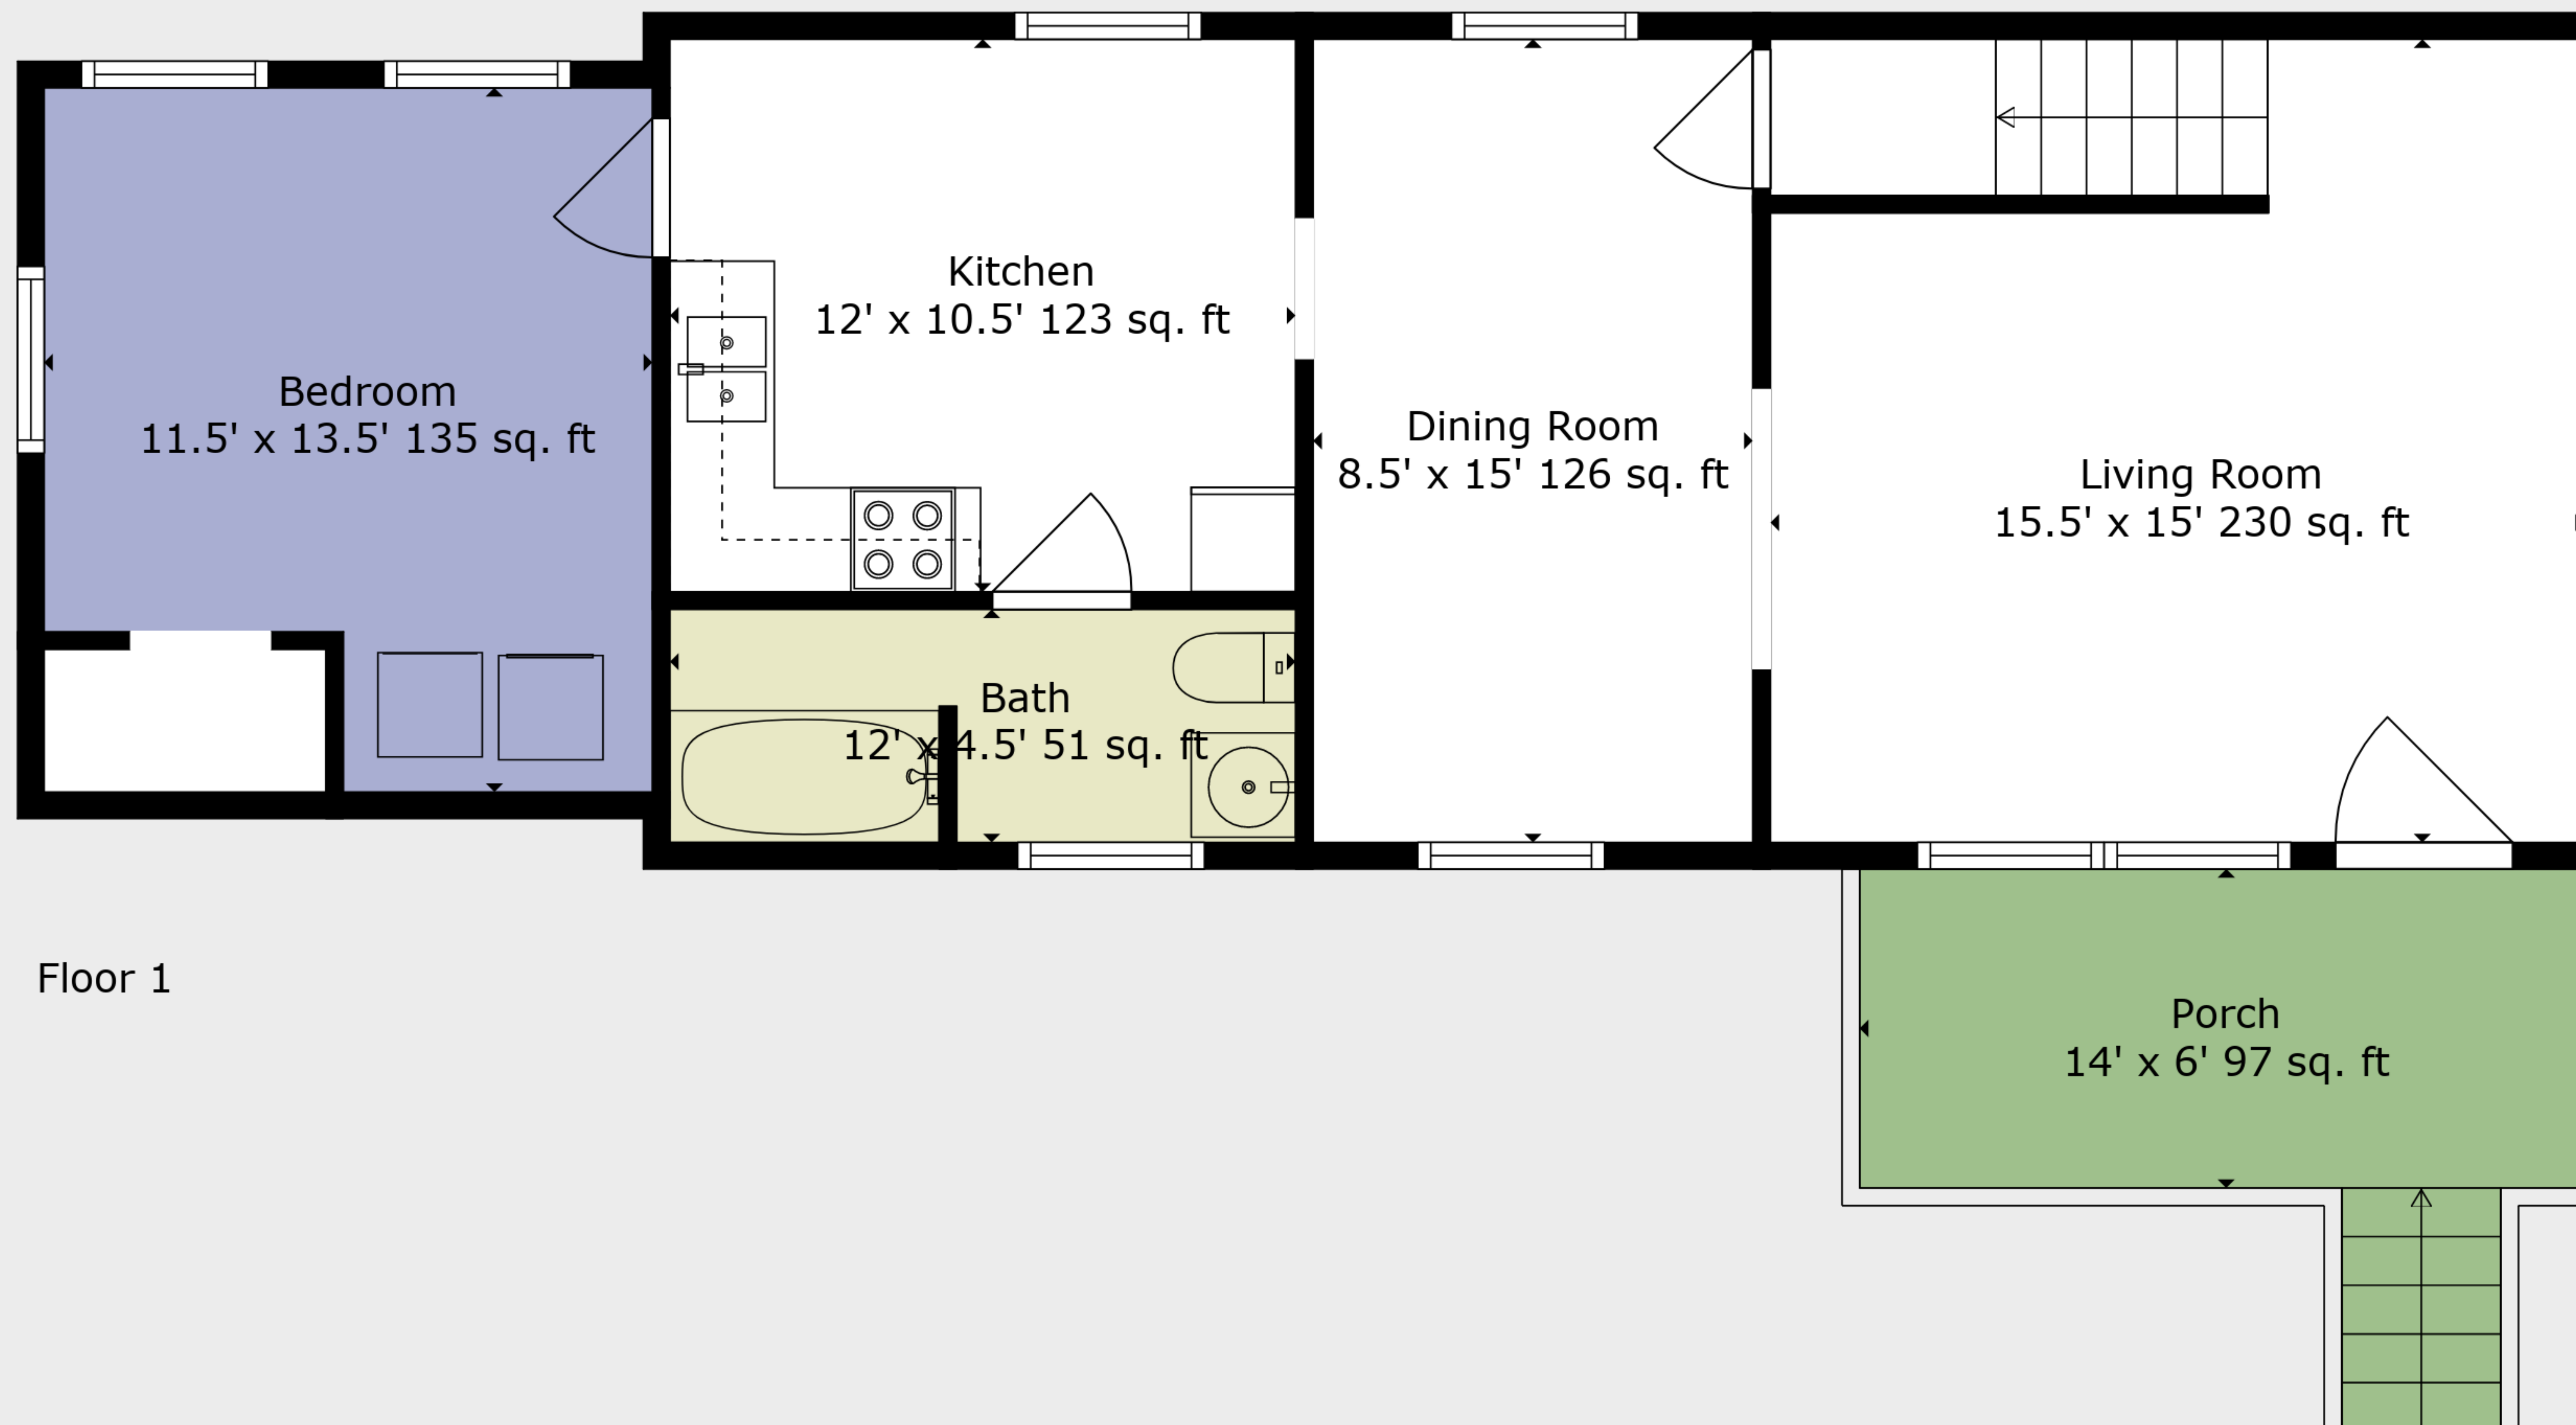 Kitchen
12' x 10.5' 123 sq. ft
Bedroom
11.5' x 13.5' 135 sq. ft
Dining Room
8.5' x 15' 126 sq. ft
Living Room
15.5' x 15' 230 sq. ft
Bath
12' x 4.5' 51 sq. ft
Floor 1
Porch
14' x 6' 97 sq. ft